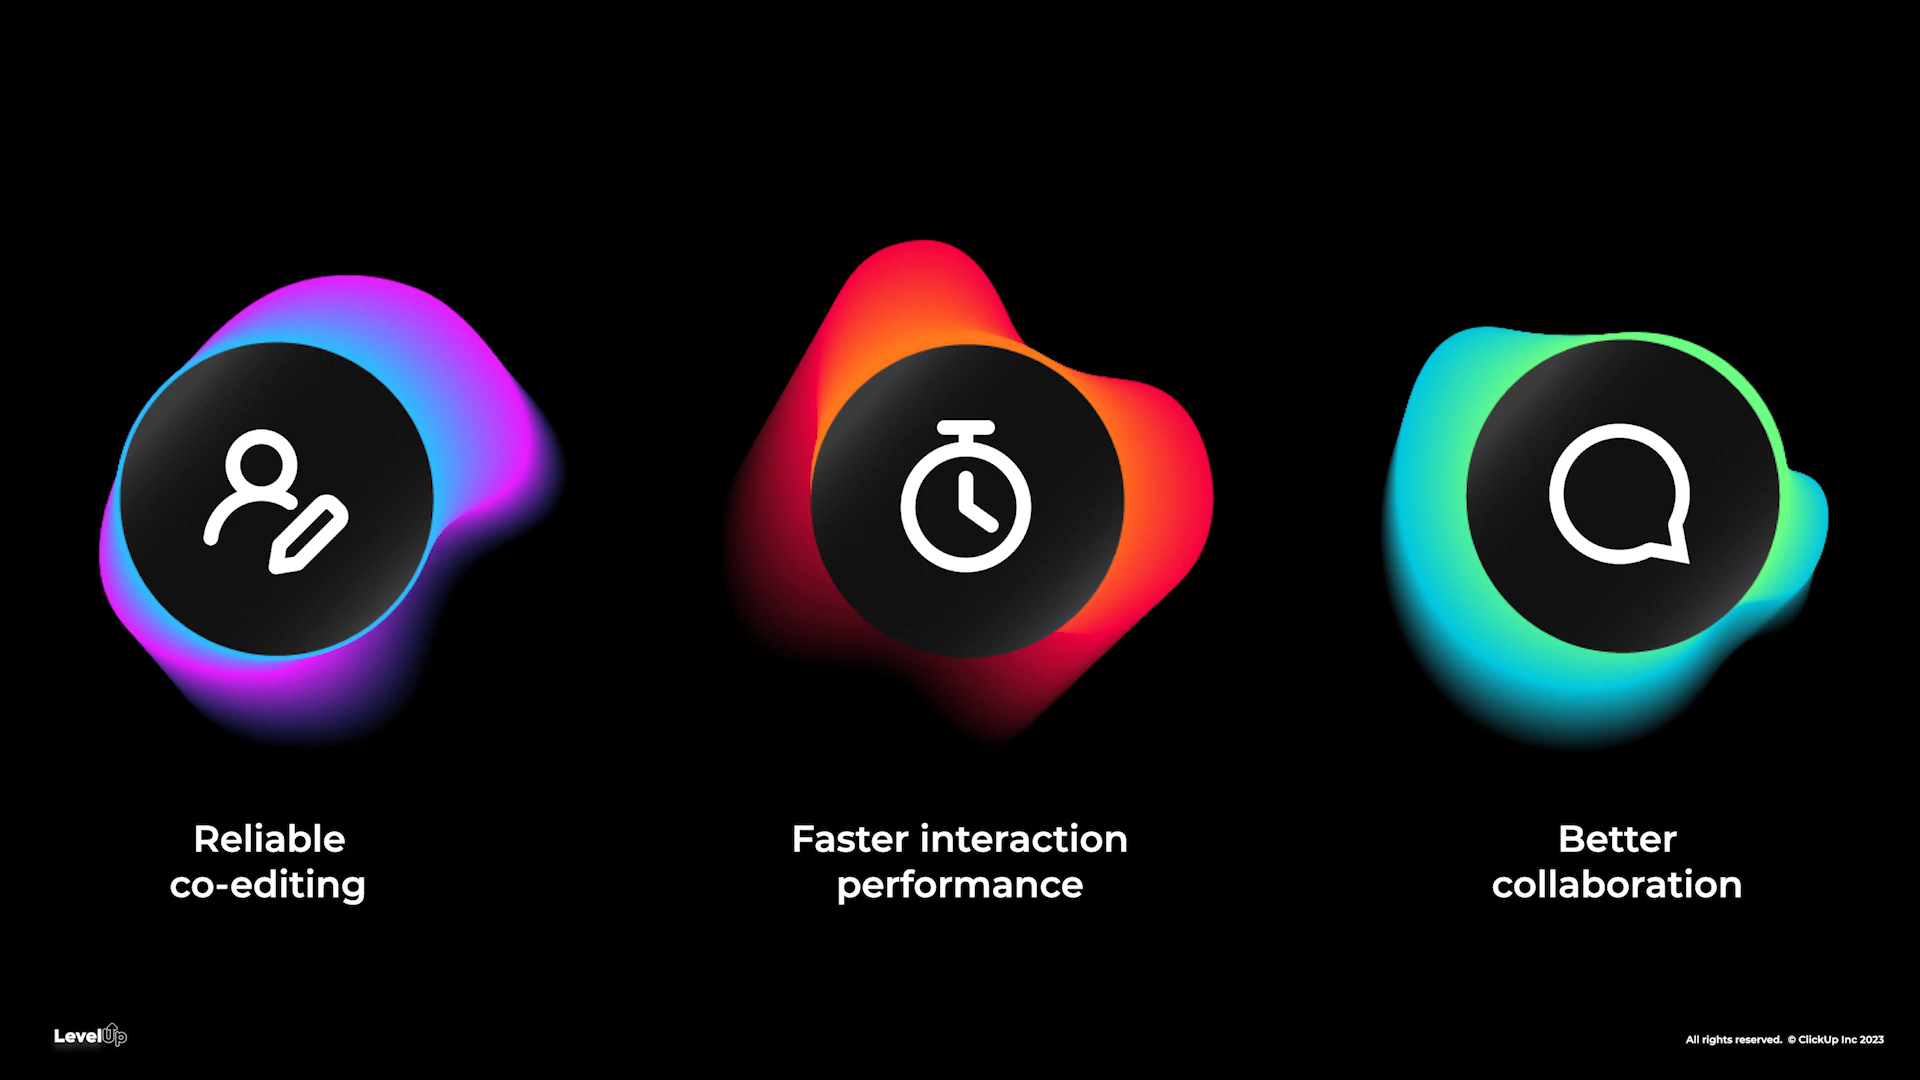 Reliable
co-editing
Faster interaction
performance
Better
collaboration
LevelUp
All rights reserved. © ClickUp Inc 2023